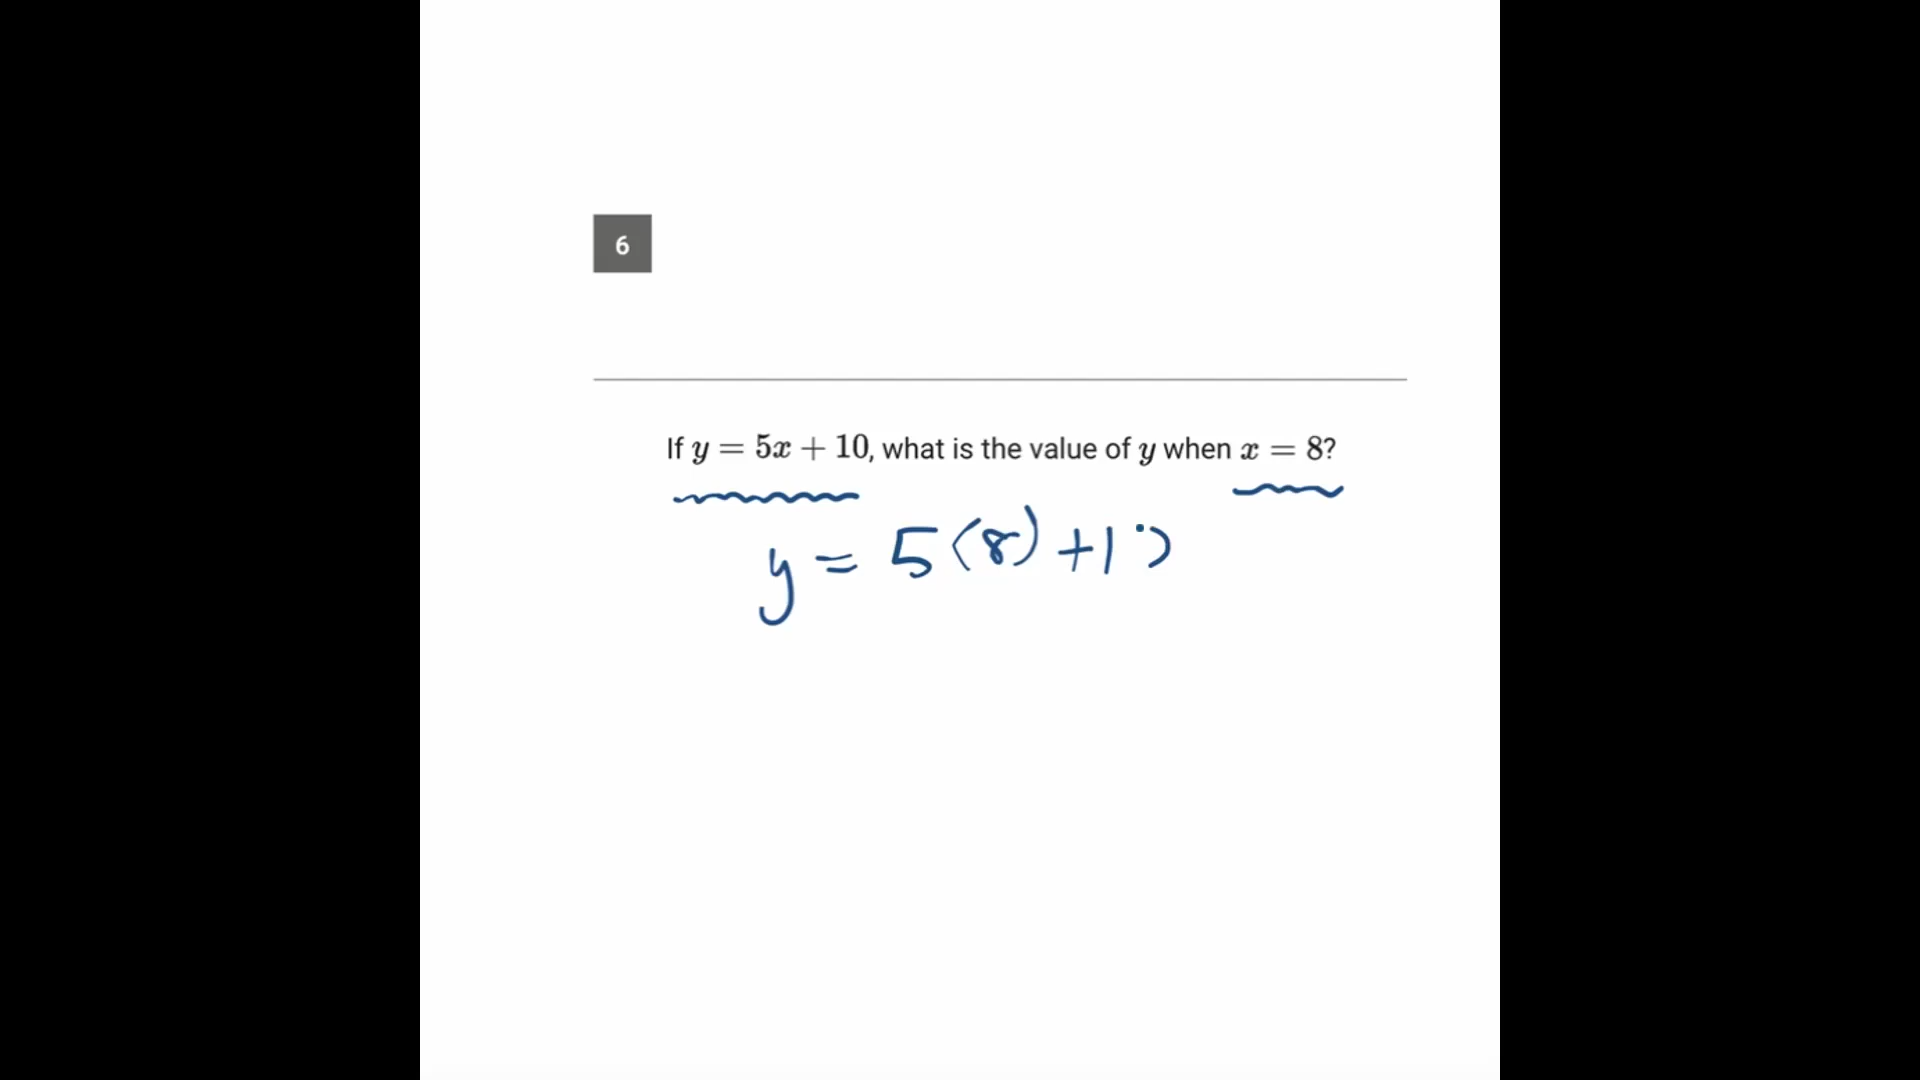 6
If y = 5x + 10, what is the value of y when x = 8?
y = 5(8) +1